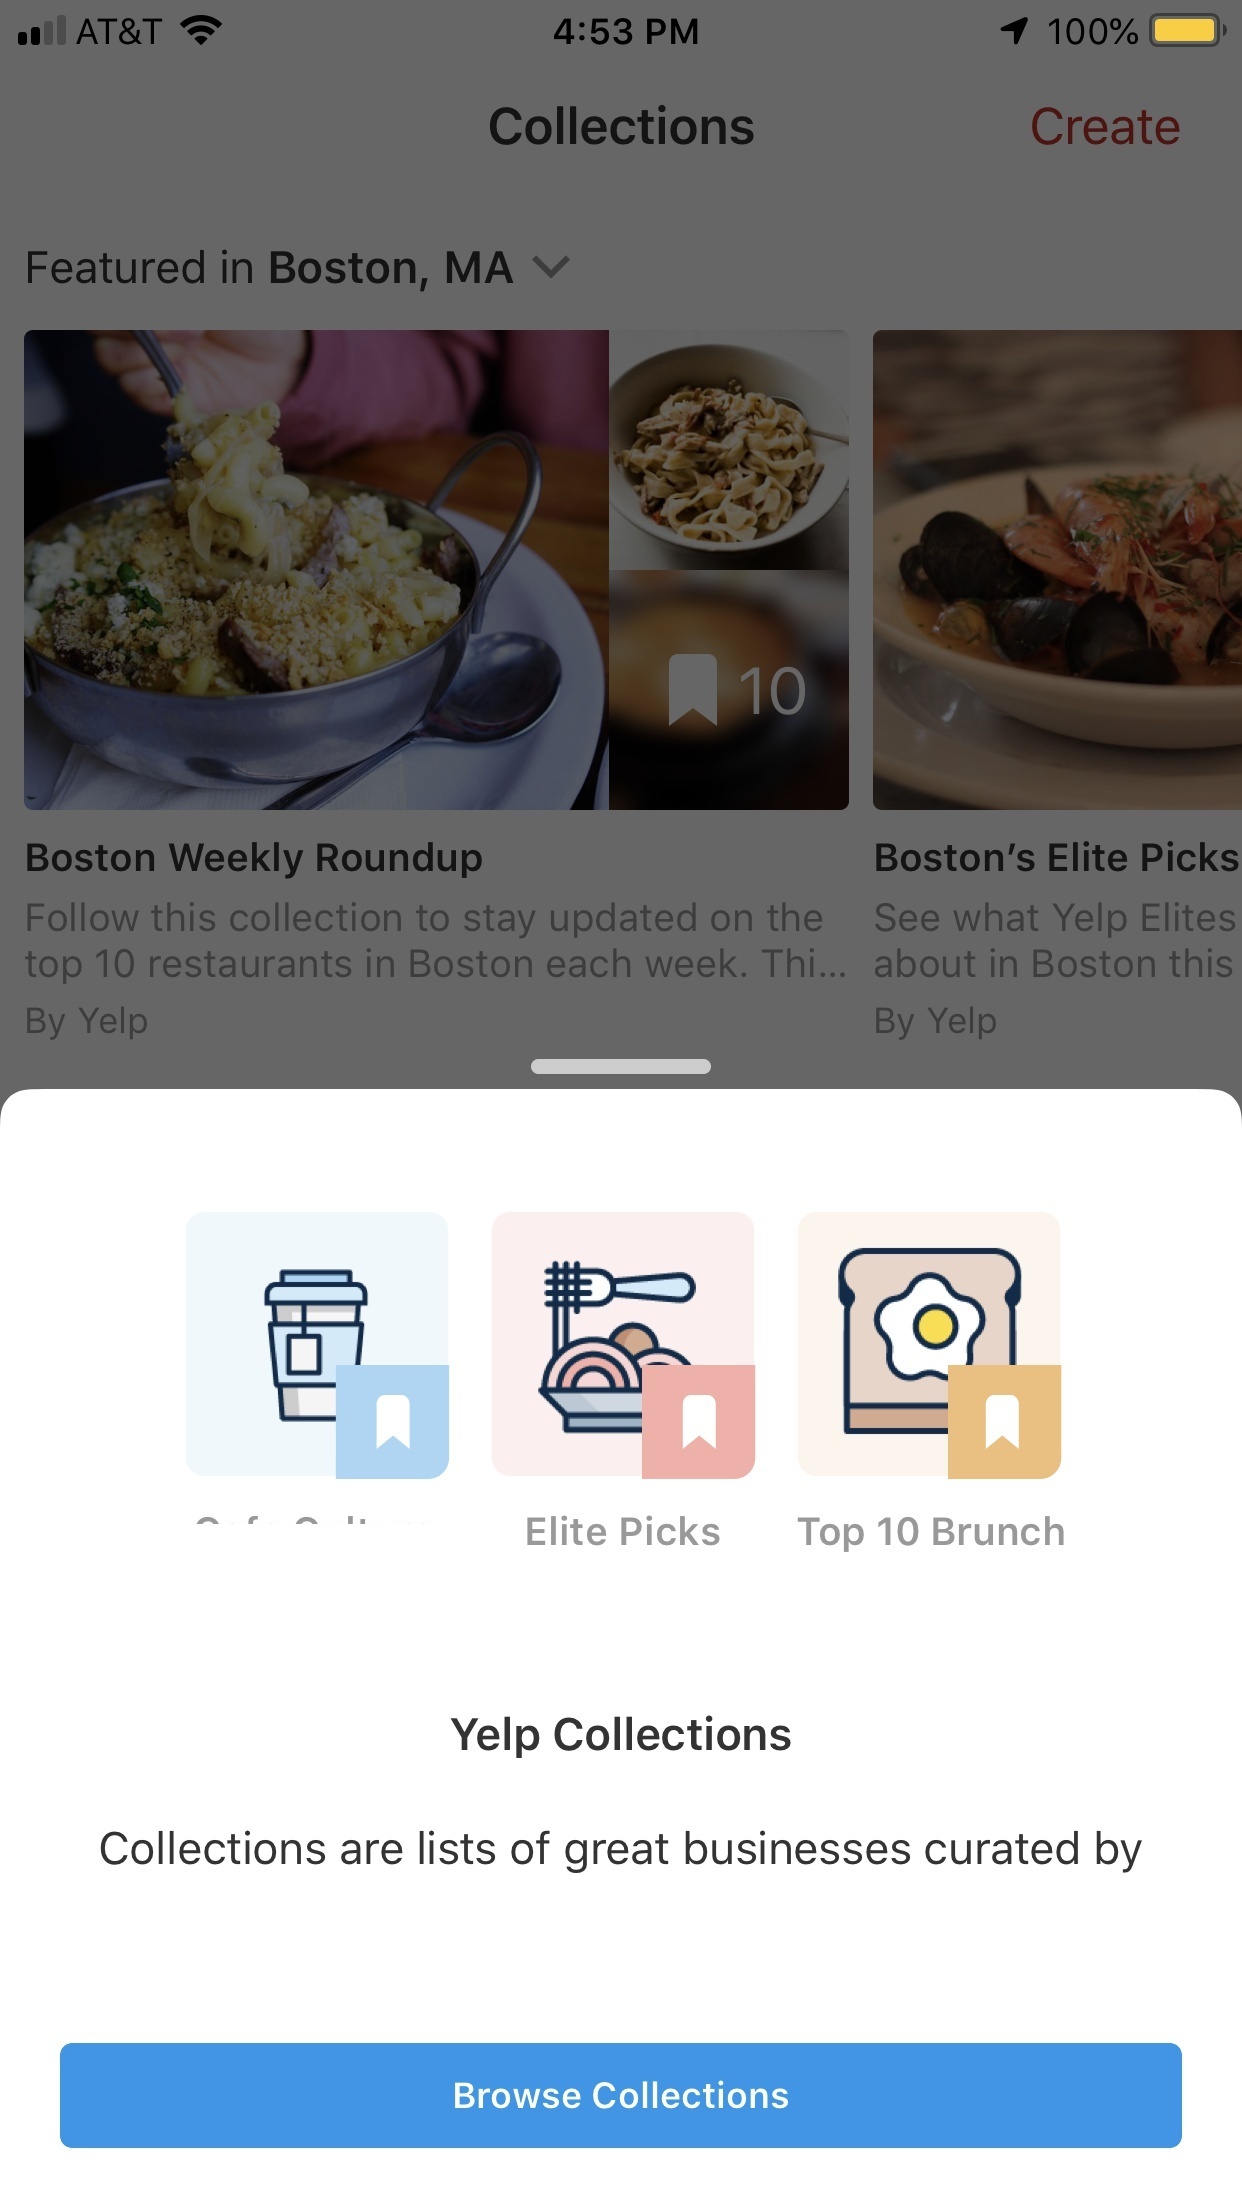 AT&T
4:53 PM
100%
Collections
Create
Featured in Boston, MA
10
Boston Weekly Roundup
Follow this collection to stay updated on the
top 10 restaurants in Boston each week. Thi...
By Yelp
Boston’s Elite Picks
See what Yelp Elites
about in Boston this
By Yelp
Elite Picks
Top 10 Brunch
Yelp Collections
Collections are lists of great businesses curated by
Browse Collections